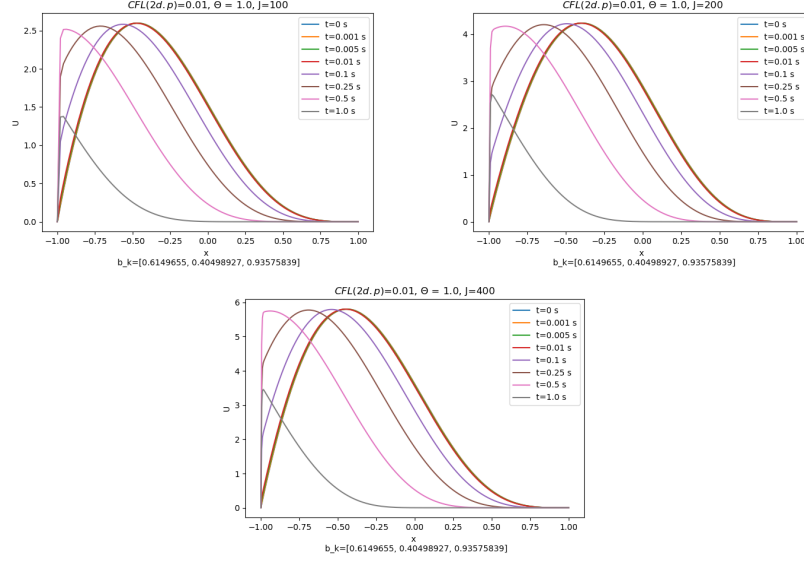 CFL(2d.p)=0.01, Θ = 1.0, J=100
2.5
2.0
1.5
1.0
0.5
0.0
U
t=0 s
t=0.001 s
t=0.005 s
t=0.01 s
t=0.1 s
t=0.25 s
t=0.5 s
t=1.0 s
-1.00 -0.75 -0.50 -0.25 0.00 0.25 0.50 0.75 1.00
x
b_k=[0.6149655, 0.40498927, 0.93575839]
CFL(2d.p)=0.01, Θ = 1.0, J=200
4
3
2
1
0
U
t=0 s
t=0.001 s
t=0.005 s
t=0.01 s
t=0.1 s
t=0.25 s
t=0.5 s
t=1.0 s
-1.00 -0.75 -0.50 -0.25 0.00 0.25 0.50 0.75 1.00
x
b_k=[0.6149655, 0.40498927, 0.93575839]
CFL(2d.p)=0.01, Θ = 1.0, J=400
6
5
4
3
2
1
0
U
t=0 s
t=0.001 s
t=0.005 s
t=0.01 s
t=0.1 s
t=0.25 s
t=0.5 s
t=1.0 s
-1.00 -0.75 -0.50 -0.25 0.00 0.25 0.50 0.75 1.00
x
b_k=[0.6149655, 0.40498927, 0.93575839]